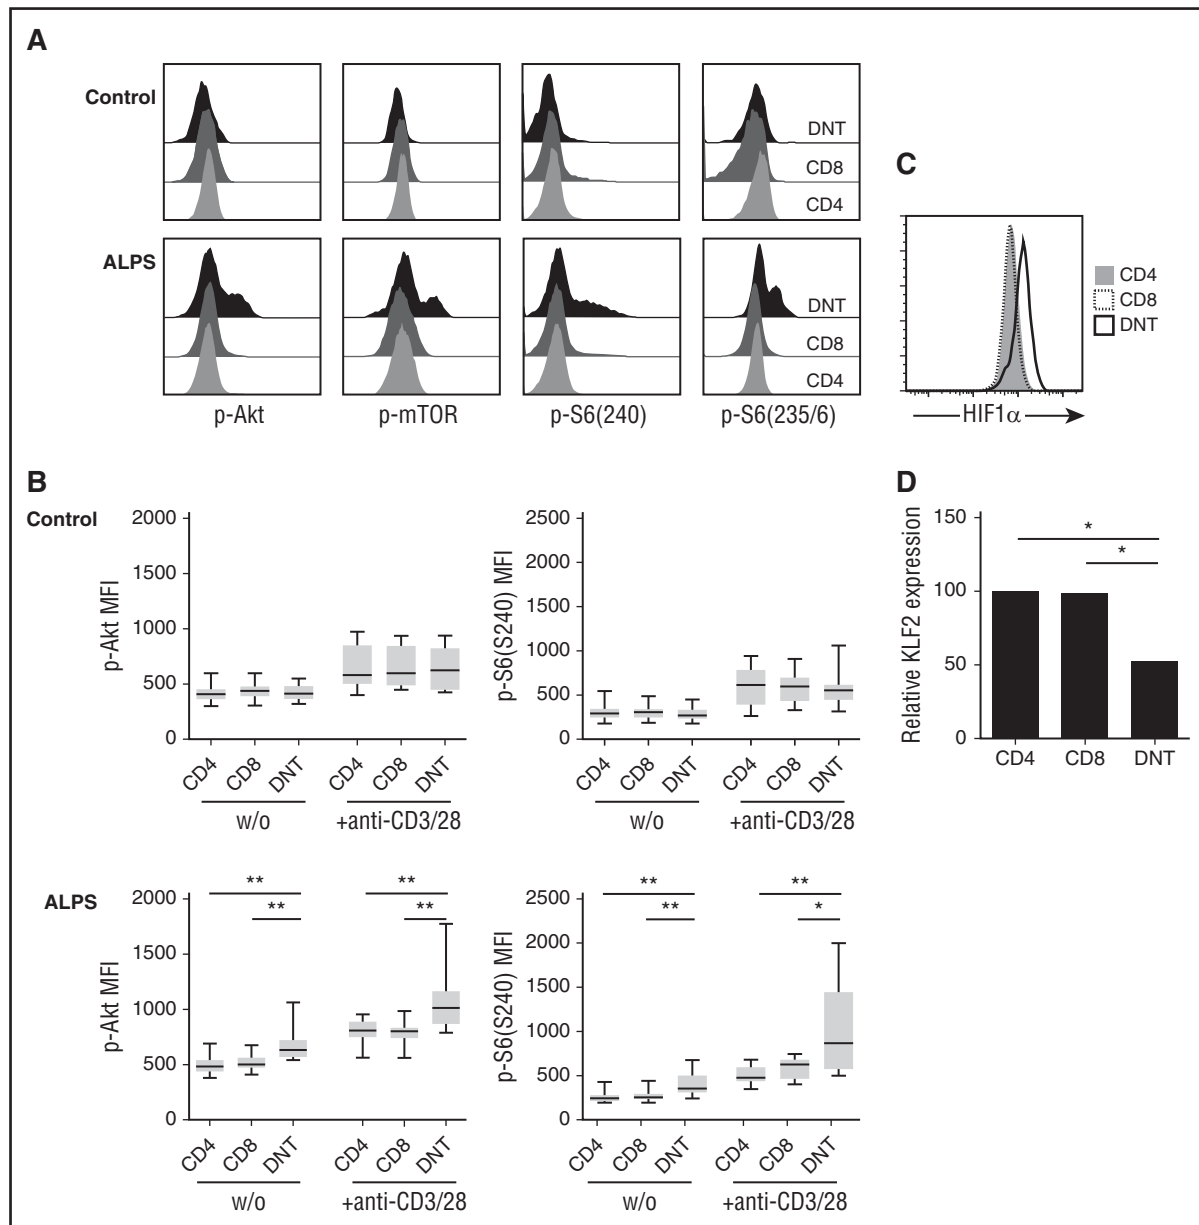 A
Control
DNT
CD8
CD4
ALPS
DNT
CD8
CD4
p-Akt
p-mTOR
p-S6(240)
p-S6(235/6)
C
CD4
CD8
DNT
HIF1α
B
Control
p-Akt MFI
2000
1500
1000
500
0
CD4
CD8
DNT
CD4
CD8
DNT
w/o
+anti-CD3/28
p-S6(S240) MFI
2500
2000
1500
1000
500
0
CD4
CD8
DNT
CD4
CD8
DNT
w/o
+anti-CD3/28
D
Relative KLF2 expression
150
100
50
0
*
*
CD4
CD8
DNT
ALPS
p-Akt MFI
2000
1500
1000
500
0
**
**
**
**
CD4
CD8
DNT
CD4
CD8
DNT
w/o
+anti-CD3/28
p-S6(S240) MFI
2500
2000
1500
1000
500
0
**
**
**
*
CD4
CD8
DNT
CD4
CD8
DNT
w/o
+anti-CD3/28